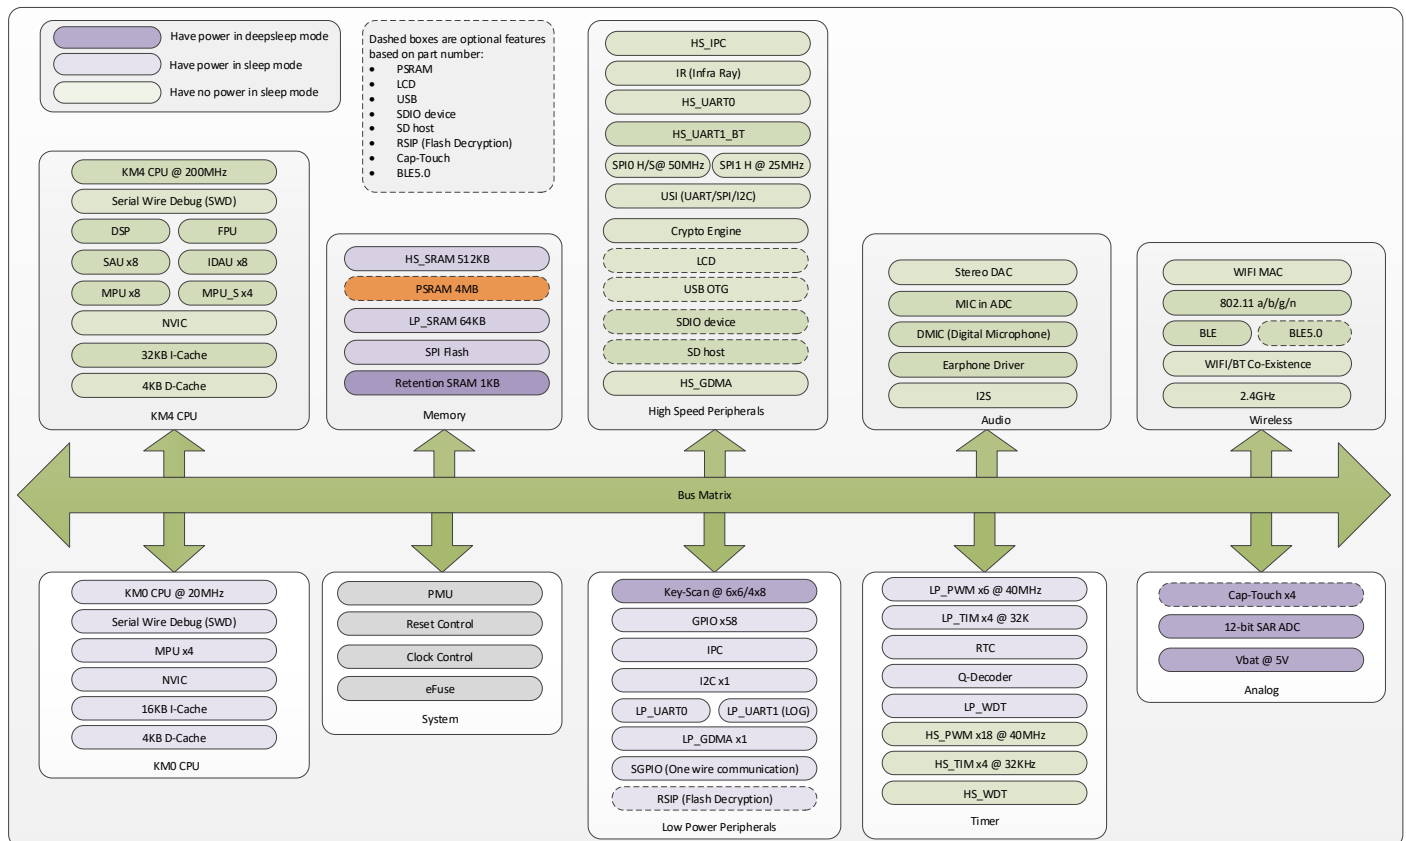 Have power in deepsleep mode
Have power in sleep mode
Have no power in sleep mode
Dashed boxes are optional features
based on part number:
• PSRAM
• LCD
• USB
• SDIO device
• SD host
• RSIP (Flash Decryption)
• Cap-Touch
• BLE5.0
KM4 CPU @ 200MHz
Serial Wire Debug (SWD)
DSP FPU
SAU x8 IDAU x8
MPU x8 MPU_S x4
NVIC
32KB I-Cache
4KB D-Cache
KM4 CPU
HS_SRAM 512KB
PSRAM 4MB
LP_SRAM 64KB
SPI Flash
Retention SRAM 1KB
Memory
HS_IPC
IR (Infra Ray)
HS_UART0
HS_UART1_BT
SPI0 H/S@ 50MHz SPI1 H @ 25MHz
USI (UART/SPI/I2C)
Crypto Engine
LCD
USB OTG
SDIO device
SD host
HS_GDMA
High Speed Peripherals
Stereo DAC
MIC in ADC
DMIC (Digital Microphone)
Earphone Driver
I2S
Audio
WIFI MAC
802.11 a/b/g/n
BLE BLE5.0
WIFI/BT Co-Existence
2.4GHz
Wireless
Bus Matrix
KM0 CPU @ 20MHz
Serial Wire Debug (SWD)
MPU x4
NVIC
16KB I-Cache
4KB D-Cache
KM0 CPU
PMU
Reset Control
Clock Control
eFuse
System
Key-Scan @ 6x6/4x8
GPIO x58
IPC
I2C x1
LP_UART0 LP_UART1 (LOG)
LP_GDMA x1
SGPIO (One wire communication)
RSIP (Flash Decryption)
Low Power Peripherals
LP_PWM x6 @ 40MHz
LP_TIM x4 @ 32K
RTC
Q-Decoder
LP_WDT
HS_PWM x18 @ 40MHz
HS_TIM x4 @ 32KHz
HS_WDT
Timer
Cap-Touch x4
12-bit SAR ADC
Vbat @ 5V
Analog